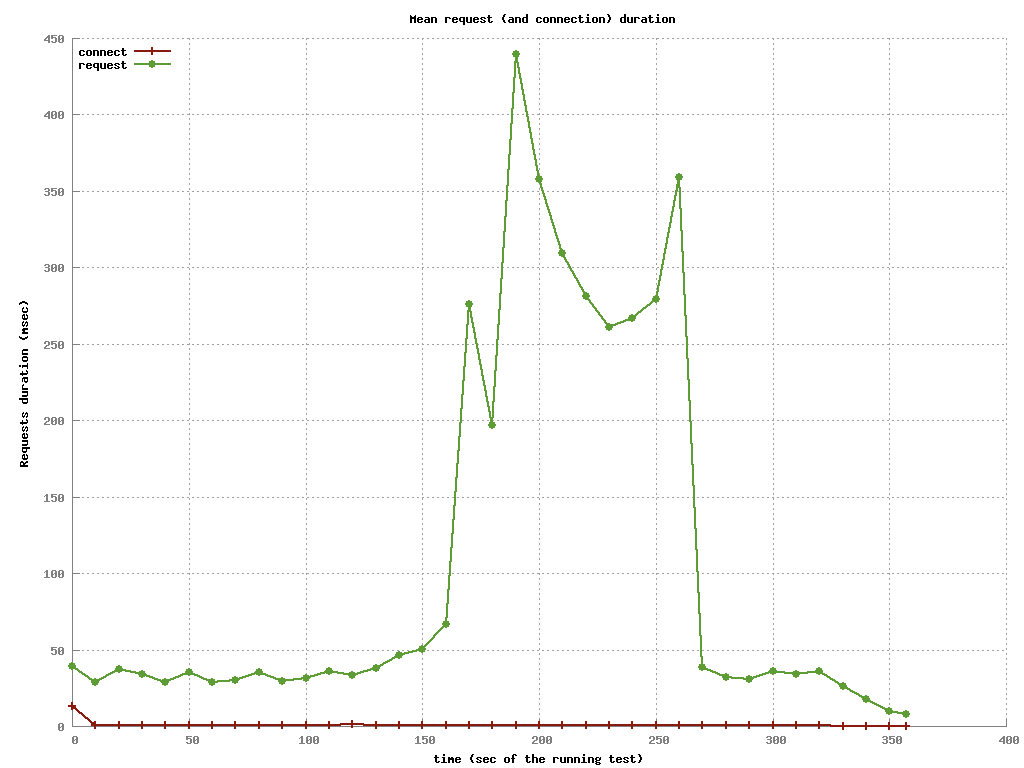 Mean request (and connection) duration
connect
request
450
400
350
300
250
200
150
100
50
0
Requests duration (msec)
0 50 100 150 200 250 300 350 400
time (sec of the running test)